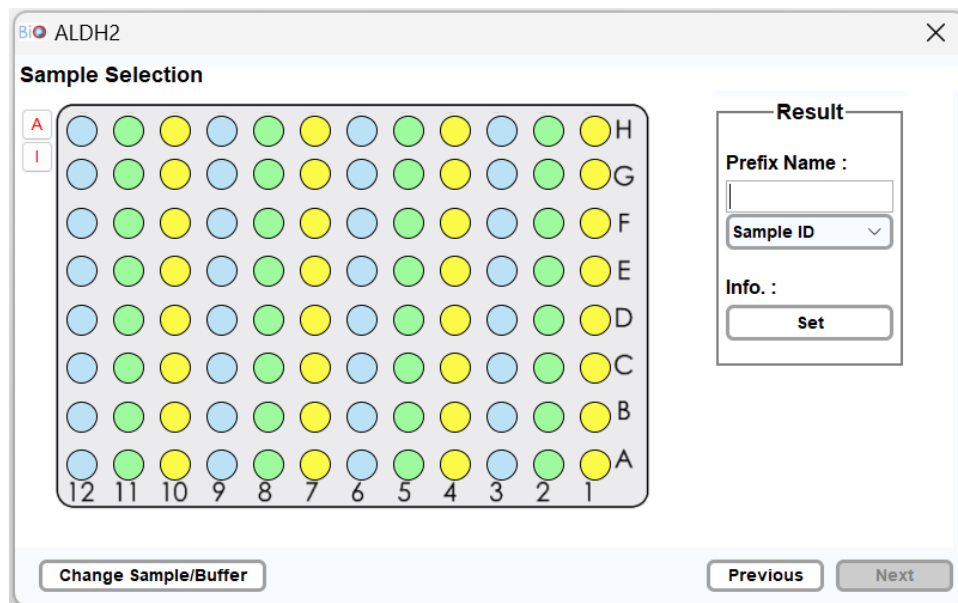 BiO ALDH2
Sample Selection
A
I
H
G
F
E
D
C
B
A
12 11 10 9 8 7 6 5 4 3 2 1
Result
Prefix Name :
Sample ID
Info. :
Set
Change Sample/Buffer
Previous
Next